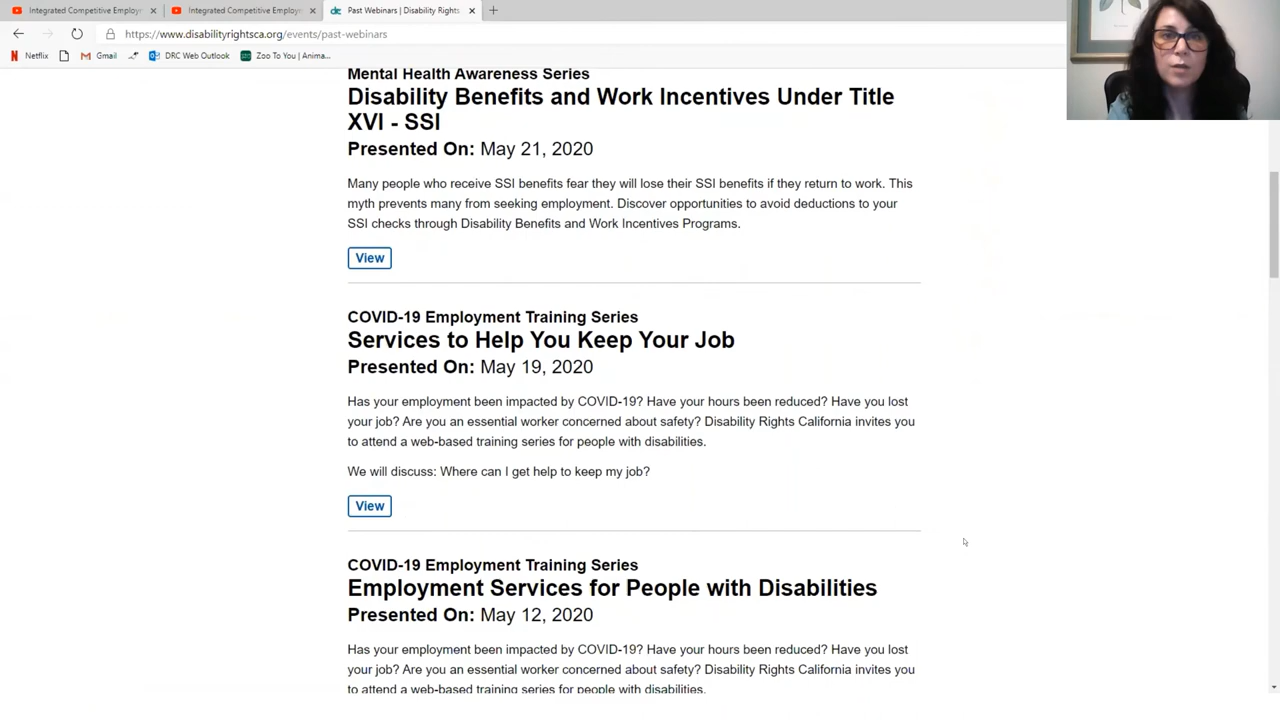 Integrated Competitive Employ
Integrated Competitive Employ
Past Webinars | Disability Rights
https://www.disabilityrightsca.org/events/past-webinars
Netflix
Gmail
DRC Web Outlook
Zoo To You | Anima...
Mental Health Awareness Series
Disability Benefits and Work Incentives Under Title
XVI - SSI
Presented On: May 21, 2020
Many people who receive SSI benefits fear they will lose their SSI benefits if they return to work. This
myth prevents many from seeking employment. Discover opportunities to avoid deductions to your
SSI checks through Disability Benefits and Work Incentives Programs.
View
COVID-19 Employment Training Series
Services to Help You Keep Your Job
Presented On: May 19, 2020
Has your employment been impacted by COVID-19? Have your hours been reduced? Have you lost
your job? Are you an essential worker concerned about safety? Disability Rights California invites you
to attend a web-based training series for people with disabilities.
We will discuss: Where can I get help to keep my job?
View
COVID-19 Employment Training Series
Employment Services for People with Disabilities
Presented On: May 12, 2020
Has your employment been impacted by COVID-19? Have your hours been reduced? Have you lost
your job? Are you an essential worker concerned about safety? Disability Rights California invites you
to attend a web-based training series for people with disabilities.